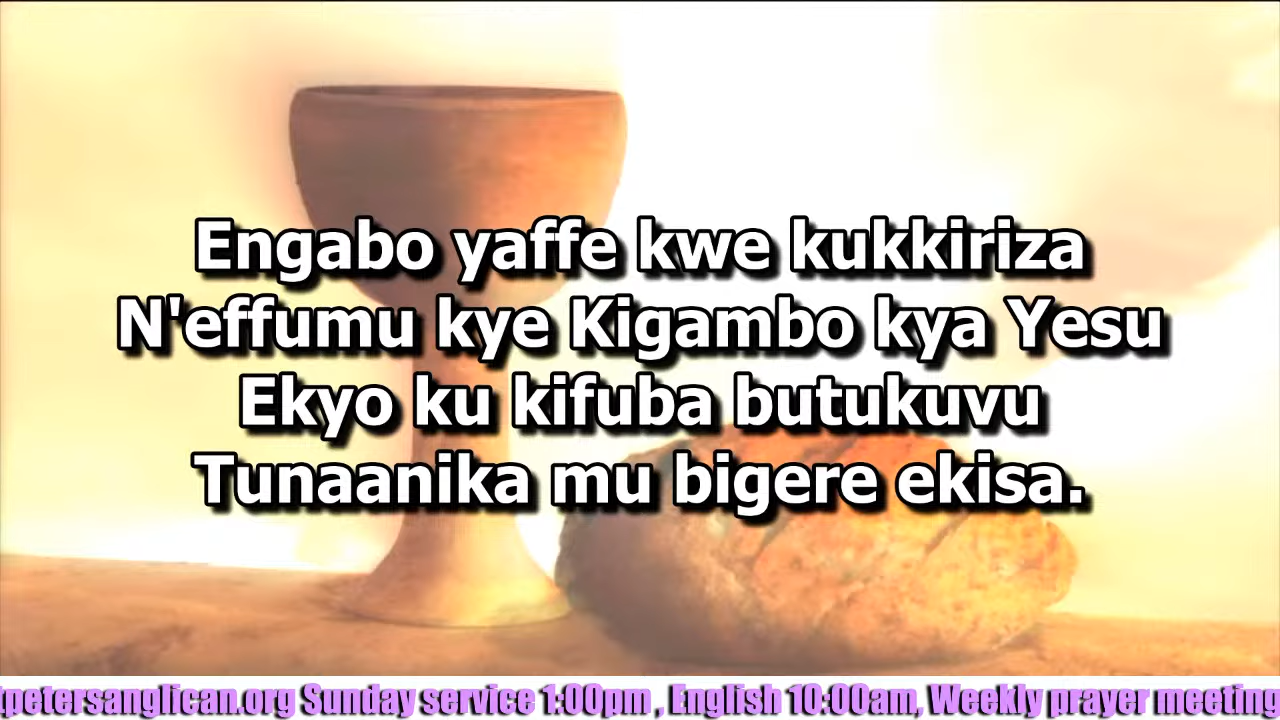 Engabo yaffe kwe kukkiriza
N'effumu kye Kigambo kya Yesu
Ekyo ku kifuba butukuvu
Tunaanika mu bigere ekisa.
tpetersanglican.org Sunday service 1:00pm , English 10:00am, Weekly prayer meeting